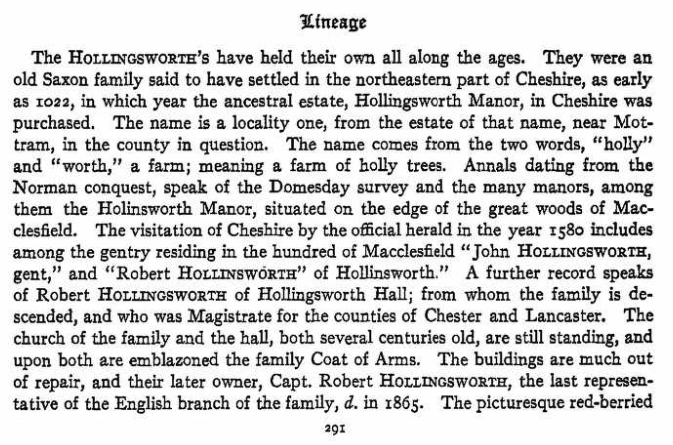 Lineage
The HOLLINGSWORTH's have held their own all along the ages. They were an
old Saxon family said to have settled in the northeastern part of Cheshire, as early
as 1022, in which year the ancestral estate, Hollingsworth Manor, in Cheshire was
purchased. The name is a locality one, from the estate of that name, near Mot-
tram, in the county in question. The name comes from the two words, "holly"
and "worth," a farm; meaning a farm of holly trees. Annals dating from the
Norman conquest, speak of the Domesday survey and the many manors, among
them the Holinsworth Manor, situated on the edge of the great woods of Mac-
clesfield. The visitation of Cheshire by the official herald in the year 1580 includes
among the gentry residing in the hundred of Macclesfield "John HOLLINGSWORTH,
gent," and "Robert HOLLINSWORTH" of Hollinsworth." A further record speaks
of Robert HOLLINGSWORTH of Hollingsworth Hall; from whom the family is de-
scended, and who was Magistrate for the counties of Chester and Lancaster. The
church of the family and the hall, both several centuries old, are still standing, and
upon both are emblazoned the family Coat of Arms. The buildings are much out
of repair, and their later owner, Capt. Robert HOLLINGSWORTH, the last represen-
tative of the English branch of the family, d. in 1865. The picturesque red-berried
291